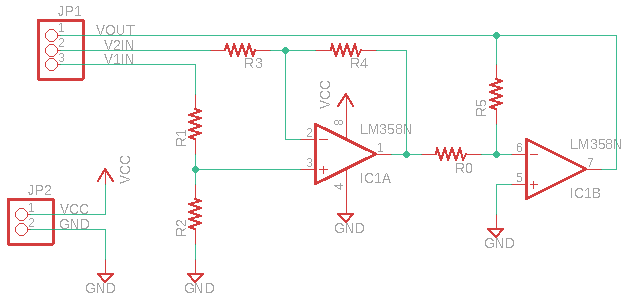 JP1
1 VOUT
2 V2IN
3 V1IN
R3
R4
R1
R2
VCC
8
LM358N
2
3
1
4
IC1A
GND
R0
R5
6
5
7
LM358N
IC1B
GND
JP2
VCC
1 VCC
2 GND
GND
GND